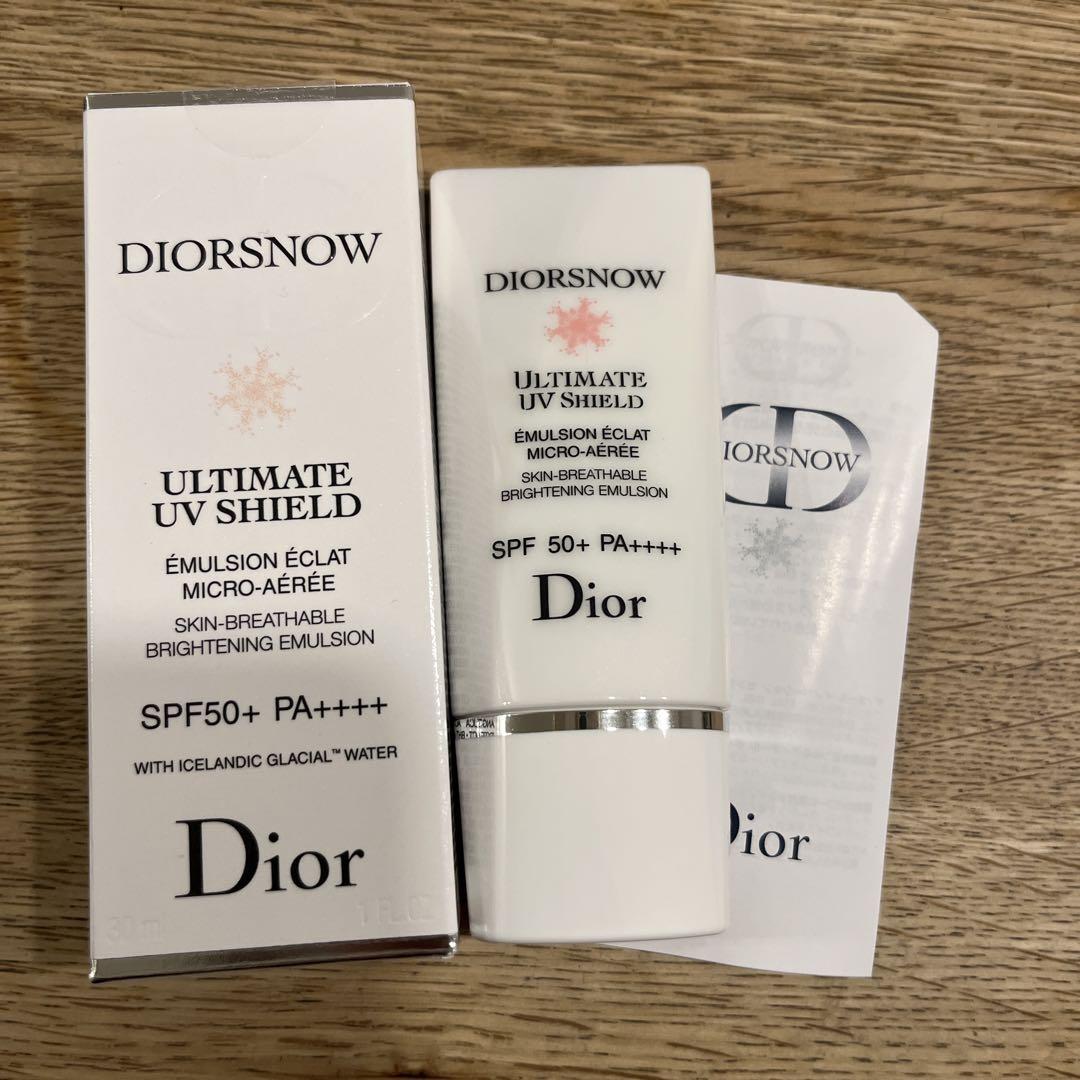 DIORSNOW
ULTIMATE
UV SHIELD
ÉMULSION ÉCLAT
MICRO-AÉRÉE
SKIN-BREATHABLE
BRIGHTENING EMULSION
SPF50+ PA++++
WITH ICELANDIC GLACIAL™ WATER
Dior
30 ml 1 FL.OZ
DIORSNOW
ULTIMATE
UV SHIELD
ÉMULSION ÉCLAT
MICRO-AÉRÉE
SKIN-BREATHABLE
BRIGHTENING EMULSION
SPF 50+ PA++++
Dior
CD
IORSNOW
Dior